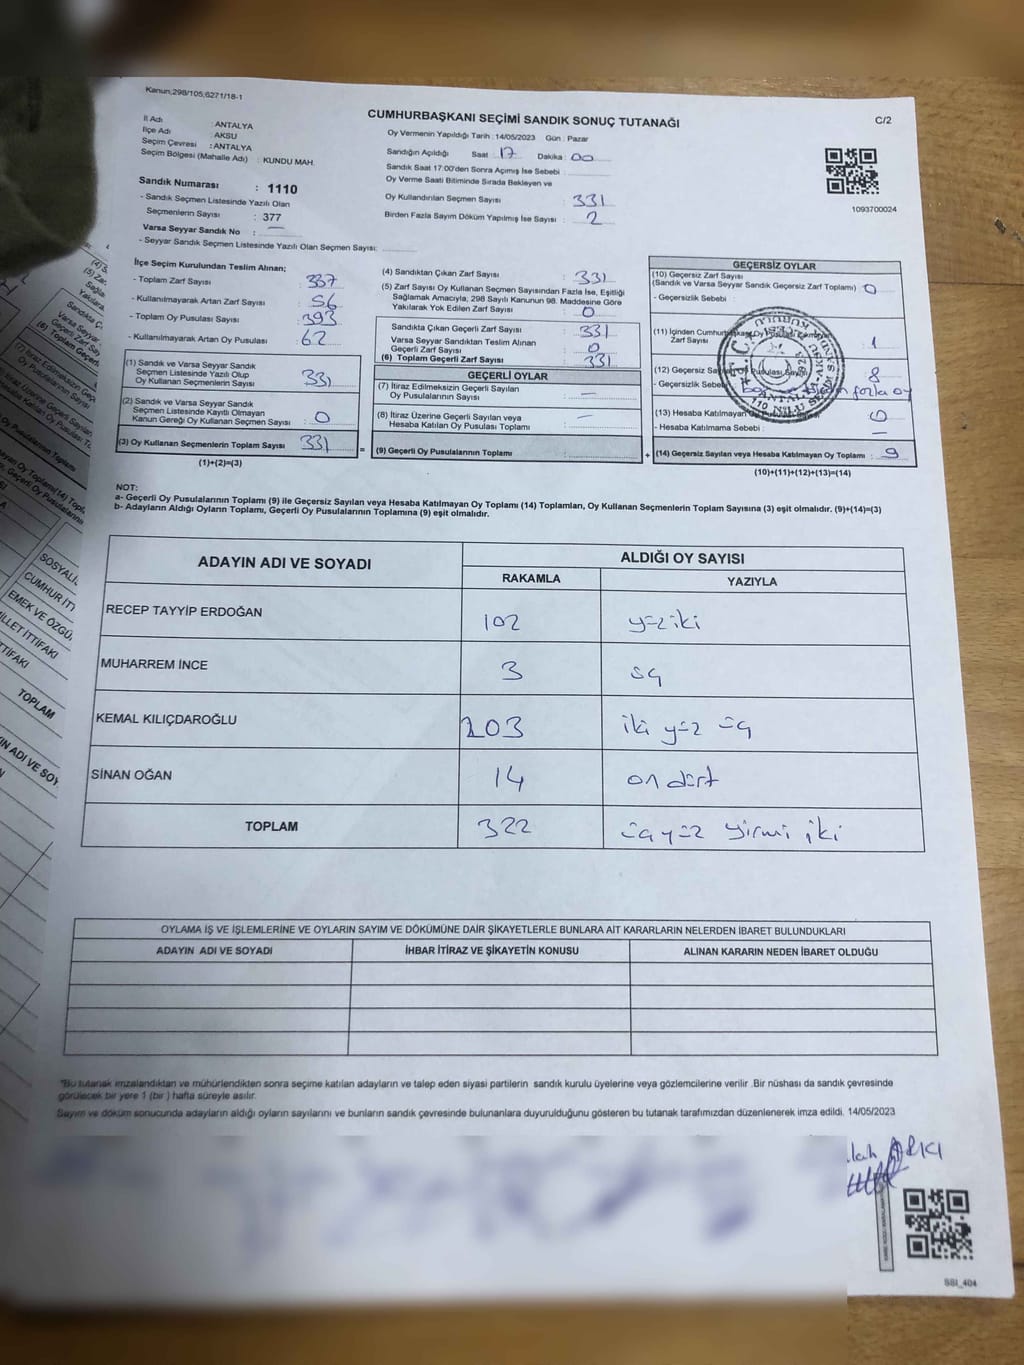 Kanun,298/105,6271/18-1
CUMHURBAŞKANI SEÇİMİ SANDIK SONUÇ TUTANAĞI
C/2
İl Adı : ANTALYA
İlçe Adı : AKSU
Seçim Çevresi : ANTALYA
Seçim Bölgesi (Mahalle Adı) : KUNDU MAH.
Oy Vermenin Yapıldığı Tarih : 14/05/2023 Gün : Pazar
Sandığın Açıldığı Saat : 17 Dakika : 00
Sandık Saat 17:00'den Sonra Açımış İse Sebebi :
Oy Verme Saati Bitiminde Sırada Bekleyen ve
Oy Kullandırılan Seçmen Sayısı : 331
Birden Fazla Sayım Döküm Yapılmış İse Sayısı : 2
1093700024
Sandık Numarası : 1110
- Sandık Seçmen Listesinde Yazılı Olan
Seçmenlerin Sayısı : 377
Varsa Seyyar Sandık No : —
- Seyyar Sandık Seçmen Listesinde Yazılı Olan Seçmen Sayısı:
İlçe Seçim Kurulundan Teslim Alınan;
- Toplam Zarf Sayısı : 387
- Kullanılmayarak Artan Zarf Sayısı : 56
- Toplam Oy Pusulası Sayısı : 393
- Kullanılmayarak Artan Oy Pusulası : 62
(1) Sandık ve Varsa Seyyar Sandık
Seçmen Listesinde Yazılı Olup
Oy Kullanan Seçmenlerin Sayısı : 331
(2) Sandık ve Varsa Seyyar Sandık
Seçmen Listesinde Kayıtlı Olmayan
Kanun Gereği Oy Kullanan Seçmen Sayısı : 0
(3) Oy Kullanan Seçmenlerin Toplam Sayısı : 331
(1)+(2)=(3)
(4) Sandıktan Çıkan Zarf Sayısı : 331
(5) Zarf Sayısı Oy Kullanan Seçmen Sayısından Fazla İse, Eşitliği
Sağlamak Amacıyla, 298 Sayılı Kanunun 98. Maddesine Göre
Yakılarak Yok Edilen Zarf Sayısı : 0
Sandıkta Çıkan Geçerli Zarf Sayısı : 331
Varsa Seyyar Sandıktan Teslim Alınan
Geçerli Zarf Sayısı : 0
(6) Toplam Geçerli Zarf Sayısı : 331
GEÇERLİ OYLAR
(7) İtiraz Edilmeksizin Geçerli Sayılan
Oy Pusulalarının Sayısı : —
(8) İtiraz Üzerine Geçerli Sayılan veya
Hesaba Katılan Oy Pusulası Toplamı : —
= (9) Geçerli Oy Pusulalarının Toplamı :
GEÇERSİZ OYLAR
(10) Geçersiz Zarf Sayısı
(Sandık ve Varsa Seyyar Sandık Geçersiz Zarf Toplamı) : 0
- Geçersizlik Sebebi :
(11) İçinden
Zarf Sayısı : 1
(12) Geçersiz Oy Pusulası Sayısı : 8
- Geçersizlik fazla oy
(13) Hesaba Katılmayan : 0
- Hesaba Katılmama Sebebi : —
+ (14) Geçersiz Sayılan veya Hesaba Katılmayan Oy Toplamı : 9
(10)+(11)+(12)+(13)=(14)
T.C.
NOT:
a- Geçerli Oy Pusulalarının Toplamı (9) ile Geçersiz Sayılan veya Hesaba Katılmayan Oy Toplamı (14) Toplamları, Oy Kullanan Seçmenlerin Toplam Sayısına (3) eşit olmalıdır. (9)+(14)=(3)
b- Adayların Aldığı Oyların Toplamı, Geçerli Oy Pusulalarının Toplamına (9) eşit olmalıdır.
ADAYIN ADI VE SOYADI
ALDIĞI OY SAYISI
RAKAMLA YAZIYLA
RECEP TAYYİP ERDOĞAN 102 yüz iki
MUHARREM İNCE 3 üç
KEMAL KILIÇDAROĞLU 203 iki yüz üç
SİNAN OĞAN 14 on dört
TOPLAM 322 üç yüz yirmi iki
OYLAMA İŞ VE İŞLEMLERİNE VE OYLARIN SAYIM VE DÖKÜMÜNE DAİR ŞİKAYETLERLE BUNLARA AİT KARARLARIN NELERDEN İBARET BULUNDUKLARI
ADAYIN ADI VE SOYADI İHBAR İTİRAZ VE ŞİKAYETİN KONUSU ALINAN KARARIN NEDEN İBARET OLDUĞU
*Bu tutanak imzalandıktan ve mühürlendikten sonra seçime katılan adayların ve talep eden siyasi partilerin sandık kurulu üyelerine veya gözlemcilerine verilir .Bir nüshası da sandık çevresinde
görülecek bir yere 1 (bir ) hafta süreyle asılır.
Sayım ve döküm sonucunda adayların aldığı oyların sayılarını ve bunların sandık çevresinde bulunanlara duyurulduğunu gösteren bu tutanak tarafımızdan düzenlenerek imza edildi. 14/05/2023
SBI_404
SOSYALİS
CUMHUR İTT
EMEK VE ÖZGÜ
İLLET İTTİFAKI
TTİFAKI
TOPLAM